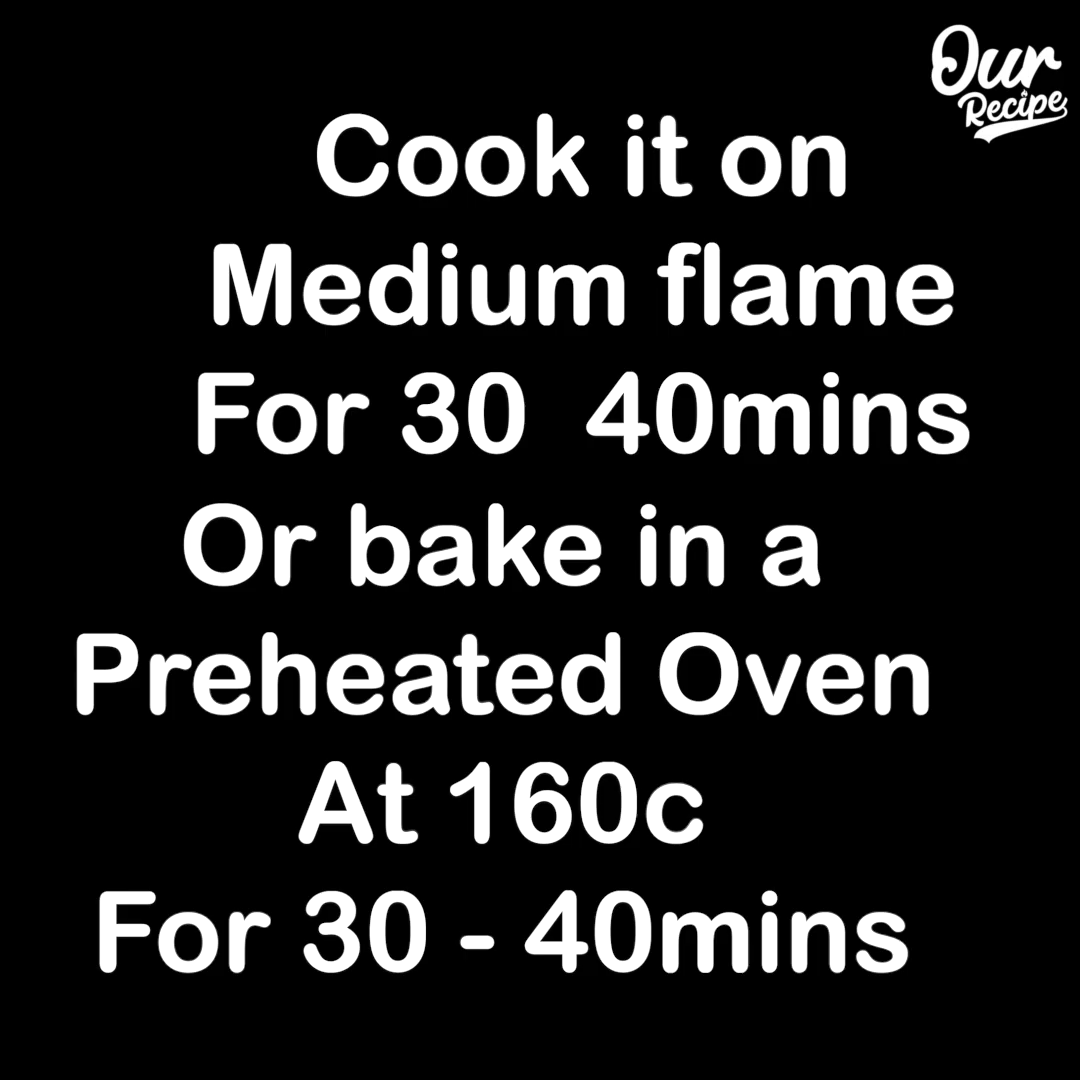 Our
Recipe
Cook it on
Medium flame
For 30  40mins
Or bake in a
Preheated Oven
At 160c
For 30 - 40mins